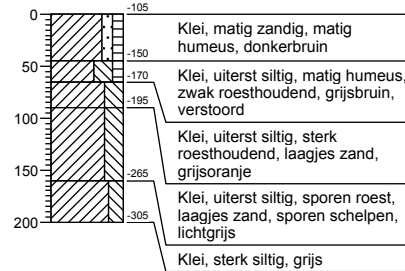 0
50
100
150
200
-105
-150
-170
-195
-265
-305
Klei, matig zandig, matig
humeus, donkerbruin
Klei, uiterst siltig, matig humeus,
zwak roesthoudend, grijsbruin,
verstoord
Klei, uiterst siltig, sterk
roesthoudend, laagjes zand,
grijsoranje
Klei, uiterst siltig, sporen roest,
laagjes zand, sporen schelpen,
lichtgrijs
Klei, sterk siltig, grijs